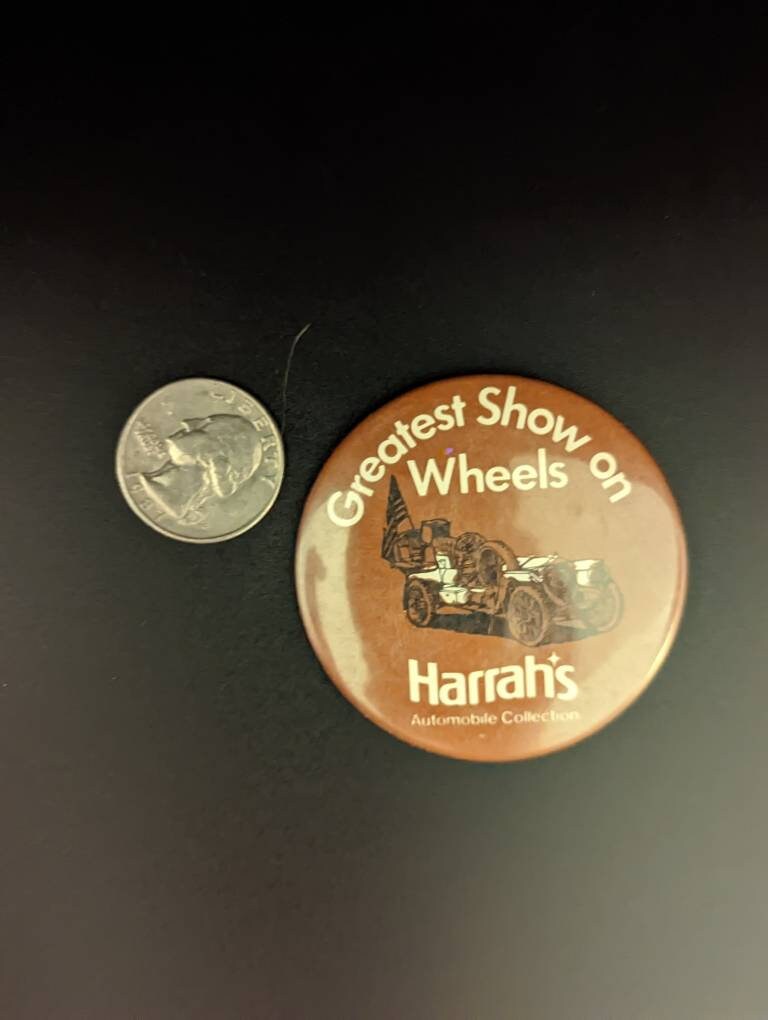 LIBERTY
Greatest Show on
Wheels
Harrah's
Automobile Collection